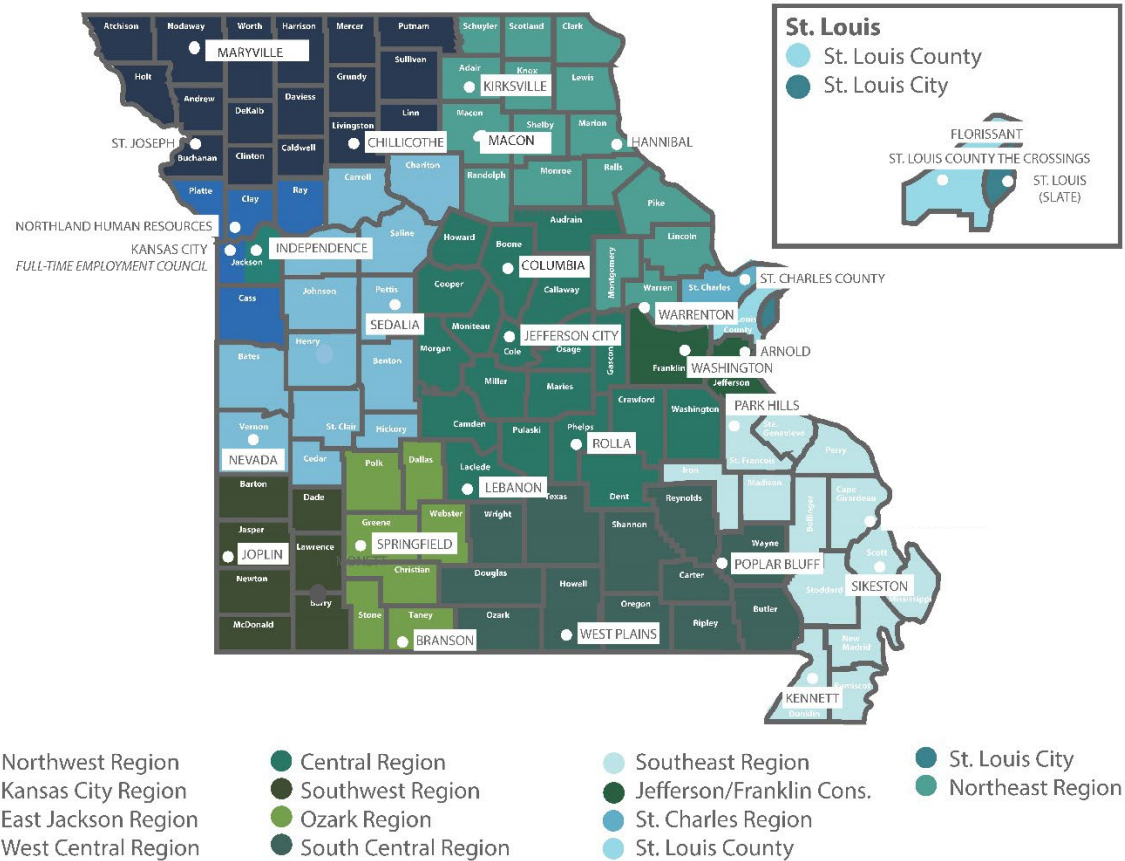 Atchison
Nodaway
Worth
Harrison
Mercer
Putnam
Schuyler
Scotland
Clark
MARYVILLE
Sullivan
Adair
Knox
Lewis
Holt
Grundy
KIRKSVILLE
Andrew
DeKalb
Daviess
Linn
Macon
Shelby
Marion
Livingston
ST. JOSEPH
CHILLICOTHE
MACON
HANNIBAL
Buchanan
Clinton
Caldwell
Chariton
Carroll
Randolph
Monroe
Ralls
Platte
Clay
Ray
Pike
NORTHLAND HUMAN RESOURCES
Audrain
Saline
Howard
Boone
Lincoln
KANSAS CITY
INDEPENDENCE
FULL-TIME EMPLOYMENT COUNCIL
Jackson
COLUMBIA
Montgomery
ST. CHARLES COUNTY
Cass
Johnson
Pettis
Cooper
Callaway
Warren
St. Charles
SEDALIA
WARRENTON
Louis
County
Moniteau
JEFFERSON CITY
Henry
Morgan
Cole
Osage
ARNOLD
Bates
Benton
Franklin
WASHINGTON
Miller
Maries
Jefferson
Crawford
Washington
PARK HILLS
Vernon
St. Clair
Hickory
Camden
Pulaski
Phelps
Ste.
Genevieve
NEVADA
Cedar
ROLLA
Perry
Polk
Dallas
Laclede
St. Francois
Iron
Barton
LEBANON
Dent
Madison
Cape
Girardeau
Dade
Texas
Reynolds
Bollinger
Jasper
Greene
Webster
Wright
Shannon
JOPLIN
Lawrence
SPRINGFIELD
Wayne
Scott
POPLAR BLUFF
Newton
Christian
Douglas
Howell
Carter
Stoddard
SIKESTON
Mississippi
Barry
Stone
Taney
Ozark
Oregon
Butler
McDonald
BRANSON
WEST PLAINS
Ripley
New
Madrid
KENNETT
Dunklin
St. Louis
St. Louis County
St. Louis City
FLORISSANT
ST. LOUIS COUNTY THE CROSSINGS
ST. LOUIS
(SLATE)
Northwest Region
Kansas City Region
East Jackson Region
West Central Region
Central Region
Southwest Region
Ozark Region
South Central Region
Southeast Region
Jefferson/Franklin Cons.
St. Charles Region
St. Louis County
St. Louis City
Northeast Region